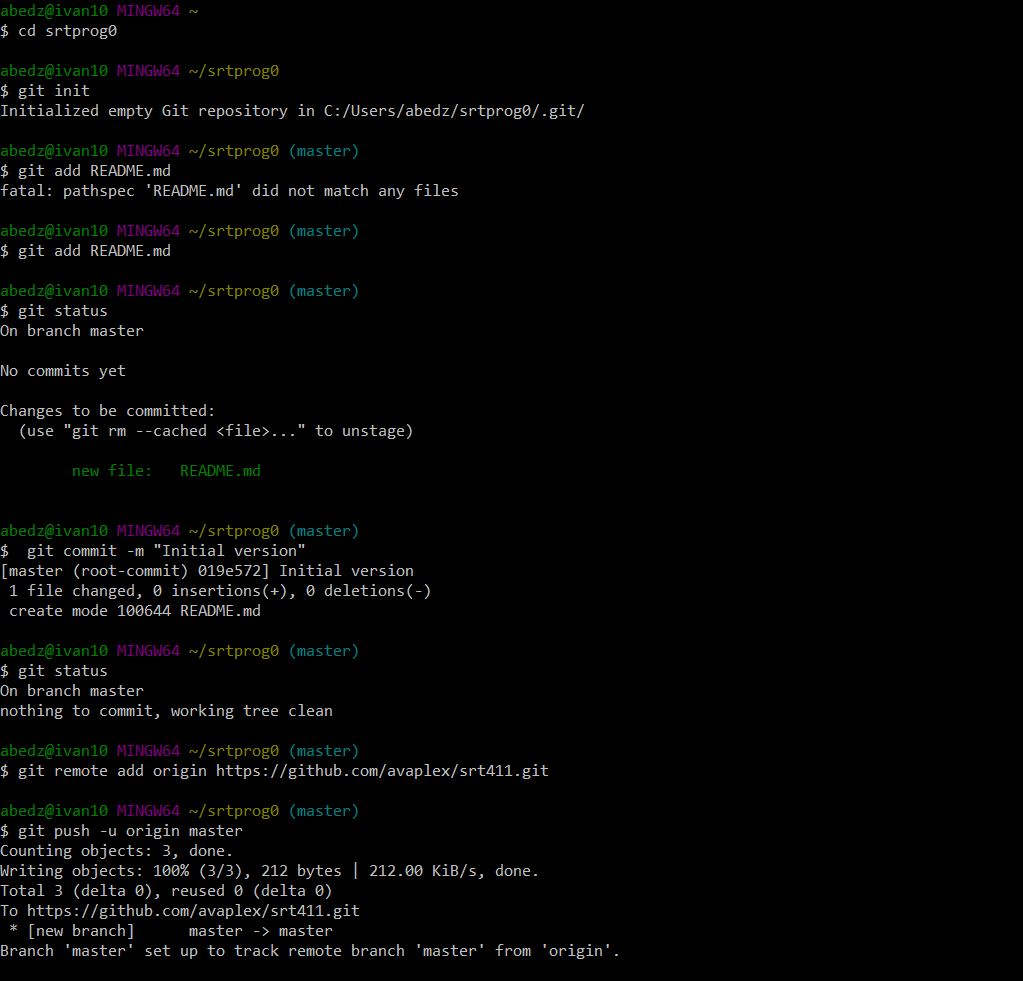 abedz@ivan10 MINGW64 ~
$ cd srtprog0
abedz@ivan10 MINGW64 ~/srtprog0
$ git init
Initialized empty Git repository in C:/Users/abedz/srtprog0/.git/
abedz@ivan10 MINGW64 ~/srtprog0 (master)
$ git add README.md
fatal: pathspec 'README.md' did not match any files
abedz@ivan10 MINGW64 ~/srtprog0 (master)
$ git add README.md
abedz@ivan10 MINGW64 ~/srtprog0 (master)
$ git status
On branch master
No commits yet
Changes to be committed:
  (use "git rm --cached <file>..." to unstage)
        new file:   README.md
abedz@ivan10 MINGW64 ~/srtprog0 (master)
$  git commit -m "Initial version"
[master (root-commit) 019e572] Initial version
 1 file changed, 0 insertions(+), 0 deletions(-)
 create mode 100644 README.md
abedz@ivan10 MINGW64 ~/srtprog0 (master)
$ git status
On branch master
nothing to commit, working tree clean
abedz@ivan10 MINGW64 ~/srtprog0 (master)
$ git remote add origin https://github.com/avaplex/srt411.git
abedz@ivan10 MINGW64 ~/srtprog0 (master)
$ git push -u origin master
Counting objects: 3, done.
Writing objects: 100% (3/3), 212 bytes | 212.00 KiB/s, done.
Total 3 (delta 0), reused 0 (delta 0)
To https://github.com/avaplex/srt411.git
 * [new branch]      master -> master
Branch 'master' set up to track remote branch 'master' from 'origin'.